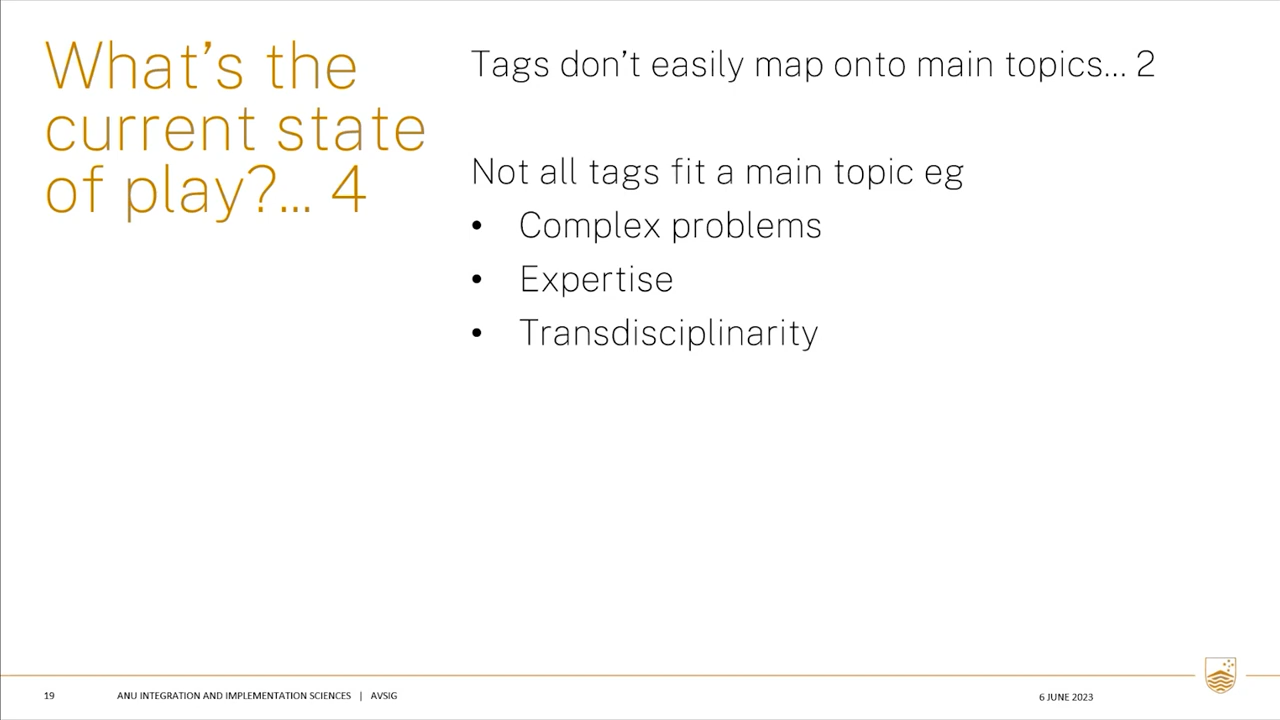 What’s the
current state
of play?... 4
Tags don’t easily map onto main topics... 2
Not all tags fit a main topic eg
• Complex problems
• Expertise
• Transdisciplinarity
19
ANU INTEGRATION AND IMPLEMENTATION SCIENCES | AVSIG
6 JUNE 2023